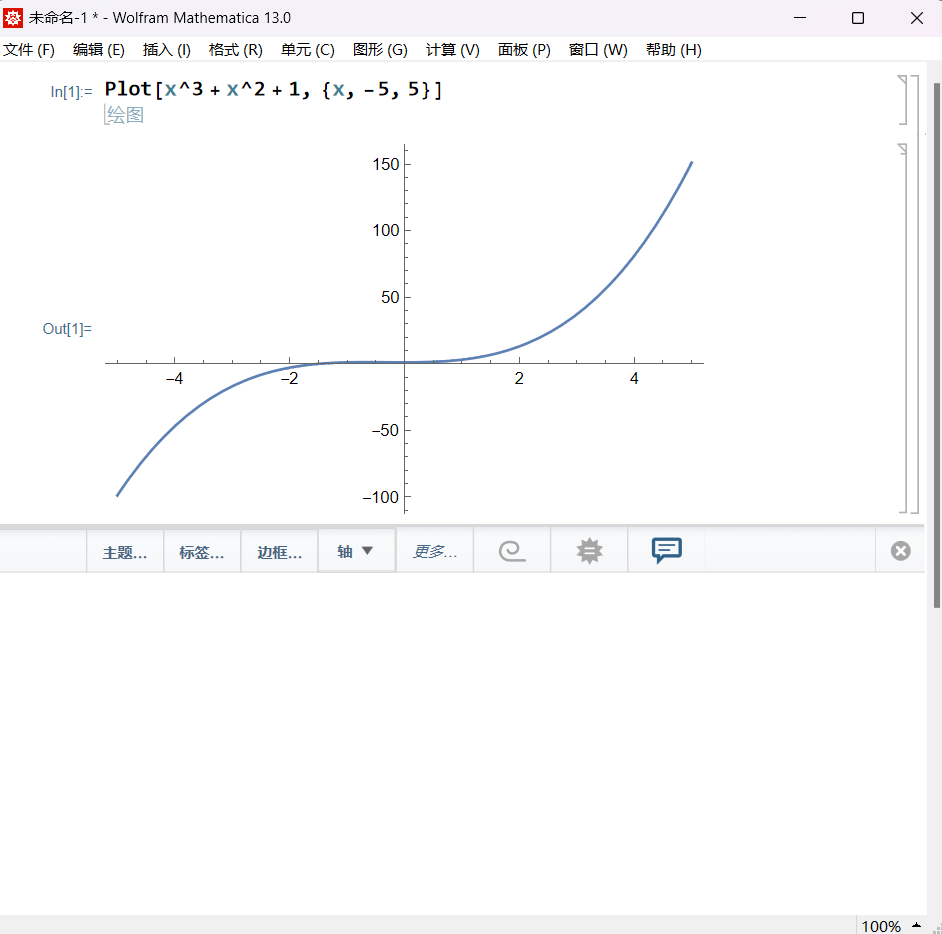 未命名-1 * - Wolfram Mathematica 13.0
文件 (F) 编辑 (E) 插入 (I) 格式 (R) 单元 (C) 图形 (G) 计算 (V) 面板 (P) 窗口 (W) 帮助 (H)
In[1]:= Plot[x^3 + x^2 + 1, {x, -5, 5}]
绘图
150
100
50
Out[1]=
-4 -2 2 4
-50
-100
主题... 标签... 边框... 轴 更多...
100%